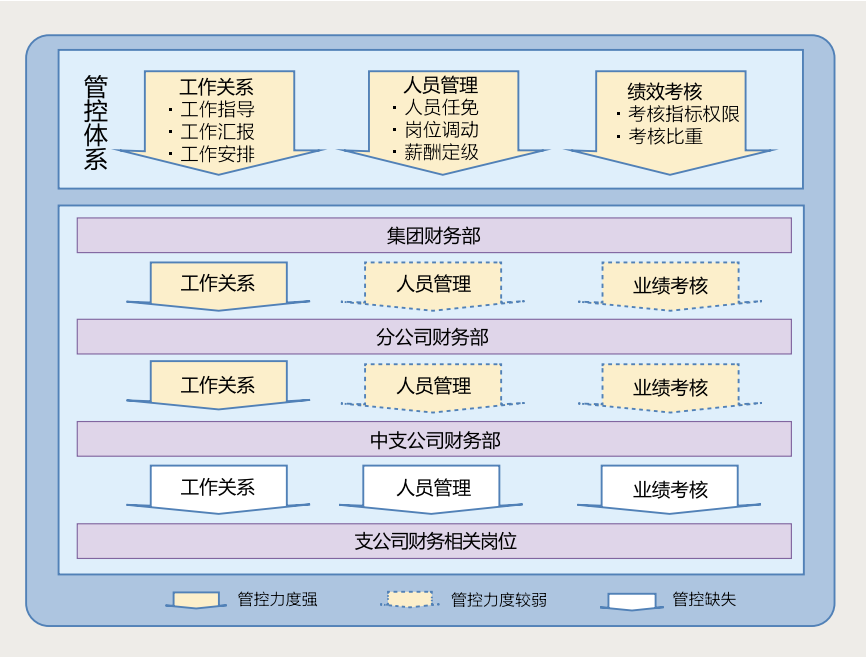 管控体系
工作关系
· 工作指导
· 工作汇报
· 工作安排
人员管理
· 人员任免
· 岗位调动
· 薪酬定级
绩效考核
· 考核指标权限
· 考核比重
集团财务部
工作关系
人员管理
业绩考核
分公司财务部
工作关系
人员管理
业绩考核
中支公司财务部
工作关系
人员管理
业绩考核
支公司财务相关岗位
管控力度强
管控力度较弱
管控缺失